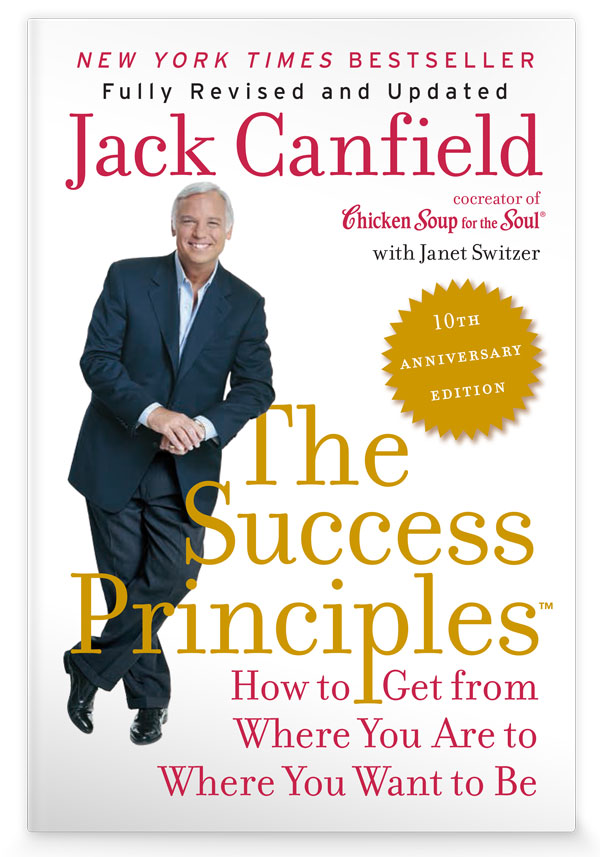 NEW YORK TIMES BESTSELLER
Fully Revised and Updated
Jack Canfield
cocreator of
Chicken Soup for the Soul®
with Janet Switzer
10TH
ANNIVERSARY
EDITION
The
Success
Principles™
How to Get from
Where You Are to
Where You Want to Be